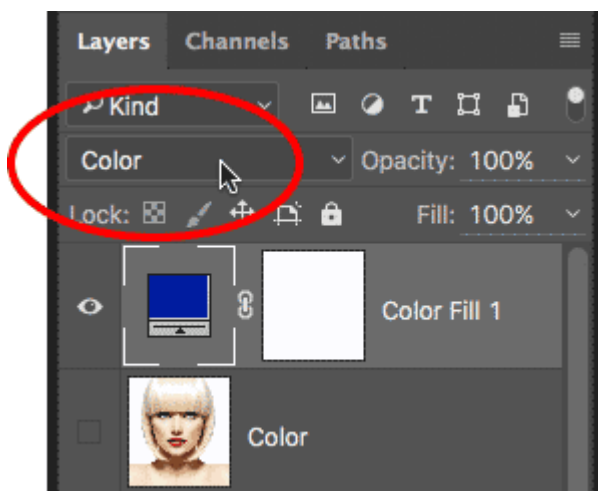 Layers Channels Paths
Kind T
Color Opacity: 100%
Lock: Fill: 100%
Color Fill 1
Color